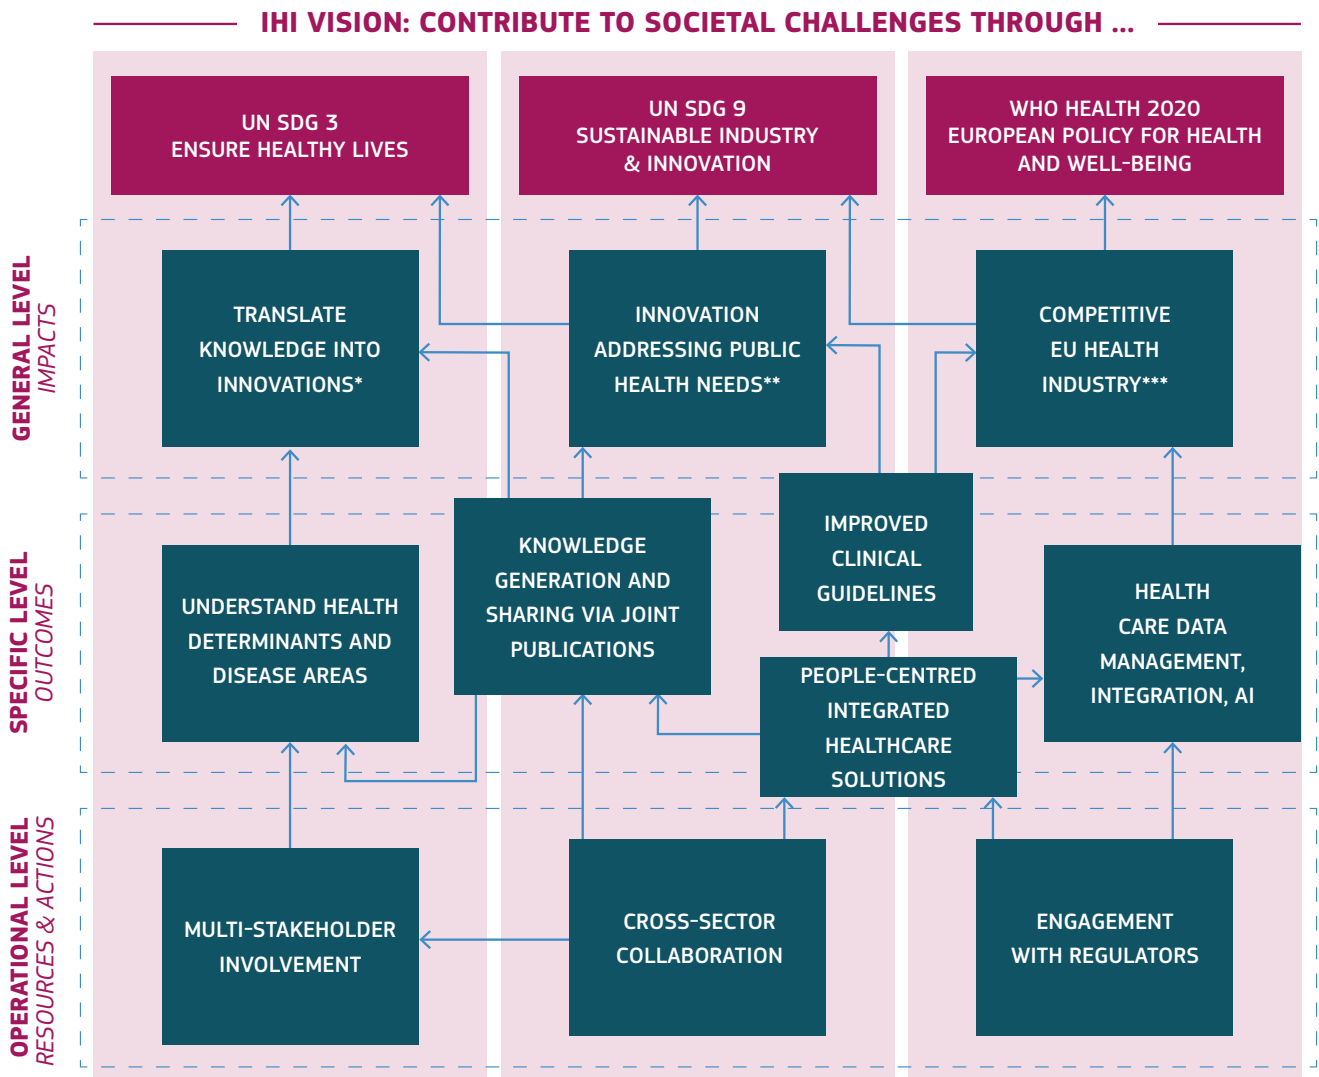 IHI VISION: CONTRIBUTE TO SOCIETAL CHALLENGES THROUGH ...
UN SDG 3
ENSURE HEALTHY LIVES
UN SDG 9
SUSTAINABLE INDUSTRY
& INNOVATION
WHO HEALTH 2020
EUROPEAN POLICY FOR HEALTH
AND WELL-BEING
GENERAL LEVEL
IMPACTS
TRANSLATE
KNOWLEDGE INTO
INNOVATIONS*
INNOVATION
ADDRESSING PUBLIC
HEALTH NEEDS**
COMPETITIVE
EU HEALTH
INDUSTRY***
SPECIFIC LEVEL
OUTCOMES
UNDERSTAND HEALTH
DETERMINANTS AND
DISEASE AREAS
KNOWLEDGE
GENERATION AND
SHARING VIA JOINT
PUBLICATIONS
IMPROVED
CLINICAL
GUIDELINES
PEOPLE-CENTRED
INTEGRATED
HEALTHCARE
SOLUTIONS
HEALTH
CARE DATA
MANAGEMENT,
INTEGRATION, AI
OPERATIONAL LEVEL
RESOURCES & ACTIONS
MULTI-STAKEHOLDER
INVOLVEMENT
CROSS-SECTOR
COLLABORATION
ENGAGEMENT
WITH REGULATORS